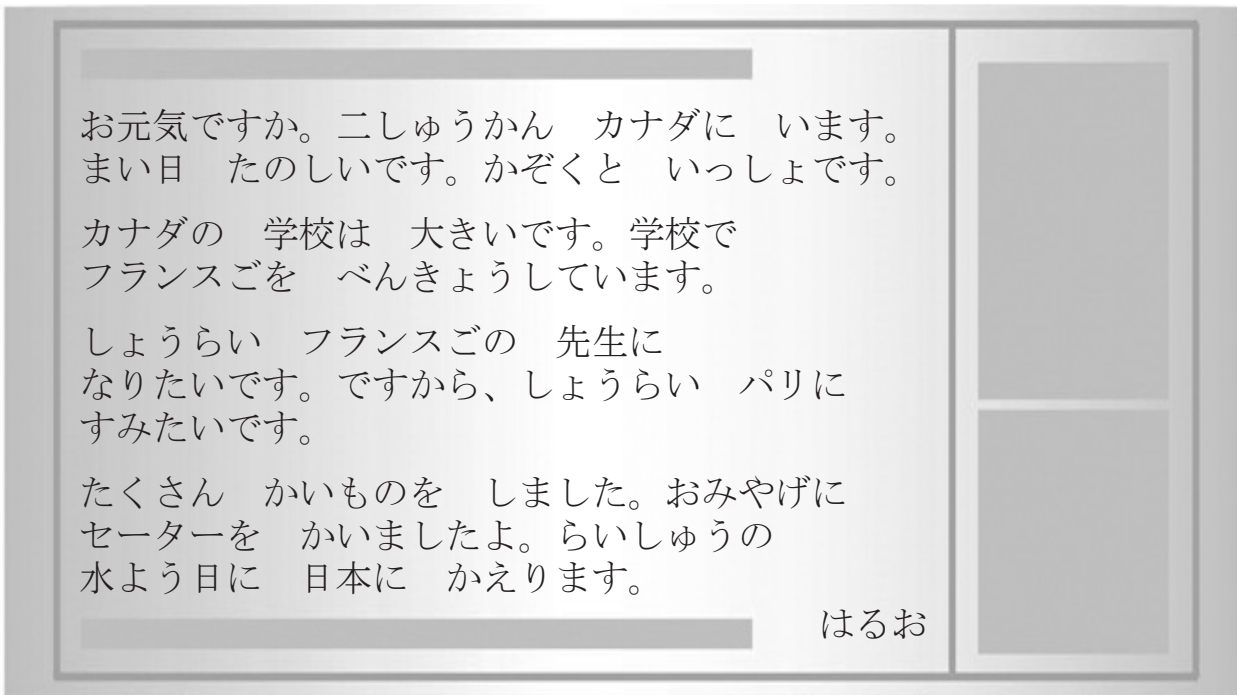 お元気ですか。二しゅうかん　カナダに　います。
まい日　たのしいです。かぞくと　いっしょです。
カナダの　学校は　大きいです。学校で
フランスごを　べんきょうしています。
しょうらい　フランスごの　先生に
なりたいです。ですから、しょうらい　パリに
すみたいです。
たくさん　かいものを　しました。おみやげに
セーターを　かいましたよ。らいしゅうの
水よう日に　日本に　かえります。
はるお